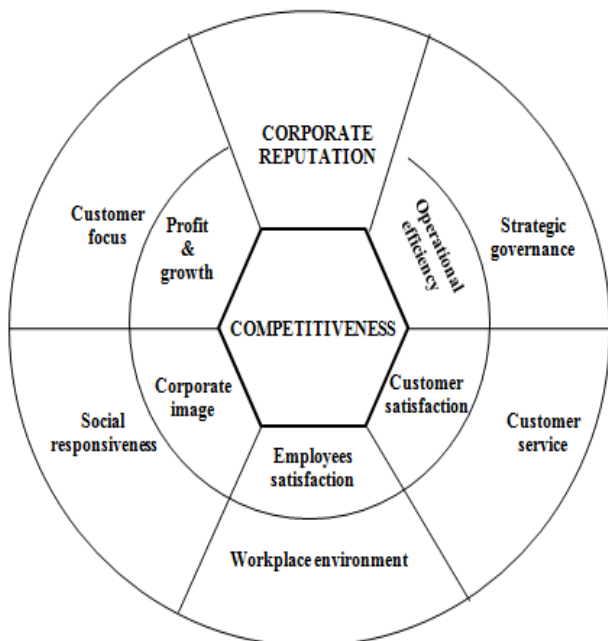 CORPORATE
REPUTATION
Customer
focus
Profit
&
growth
Operational
efficiency
Strategic
governance
COMPETITIVENESS
Corporate
image
Customer
satisfaction
Social
responsiveness
Customer
service
Employees
satisfaction
Workplace environment